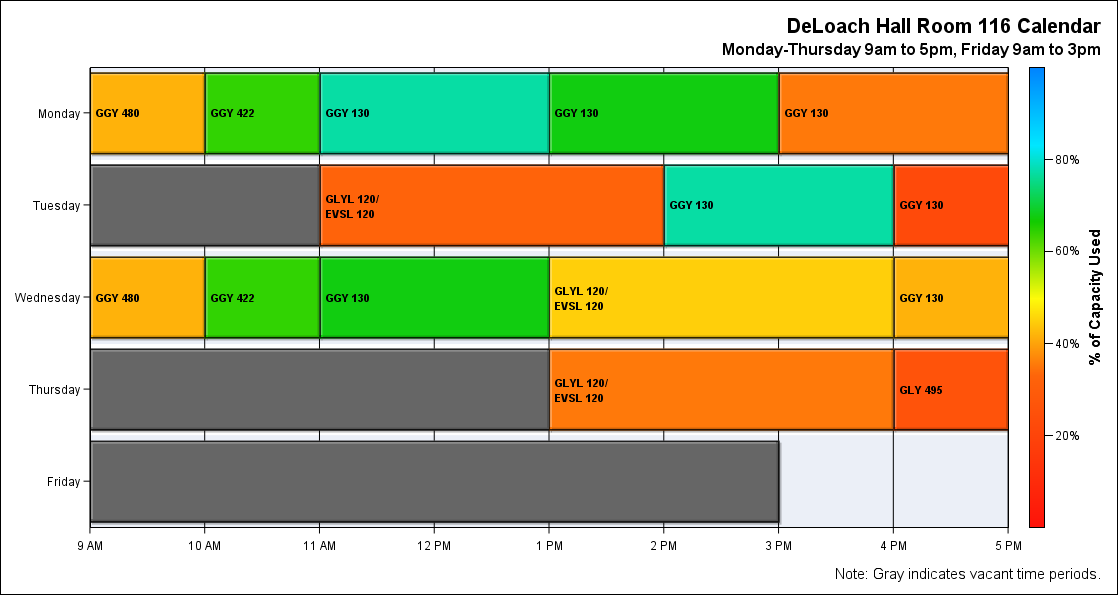 DeLoach Hall Room 116 Calendar
Monday-Thursday 9am to 5pm, Friday 9am to 3pm
Monday
GGY 480
GGY 422
GGY 130
GGY 130
GGY 130
Tuesday
GLYL 120/
EVSL 120
GGY 130
GGY 130
Wednesday
GGY 480
GGY 422
GGY 130
GLYL 120/
EVSL 120
GGY 130
Thursday
GLYL 120/
EVSL 120
GLY 495
Friday
9 AM
10 AM
11 AM
12 PM
1 PM
2 PM
3 PM
4 PM
5 PM
80%
60%
40%
20%
% of Capacity Used
Note: Gray indicates vacant time periods.